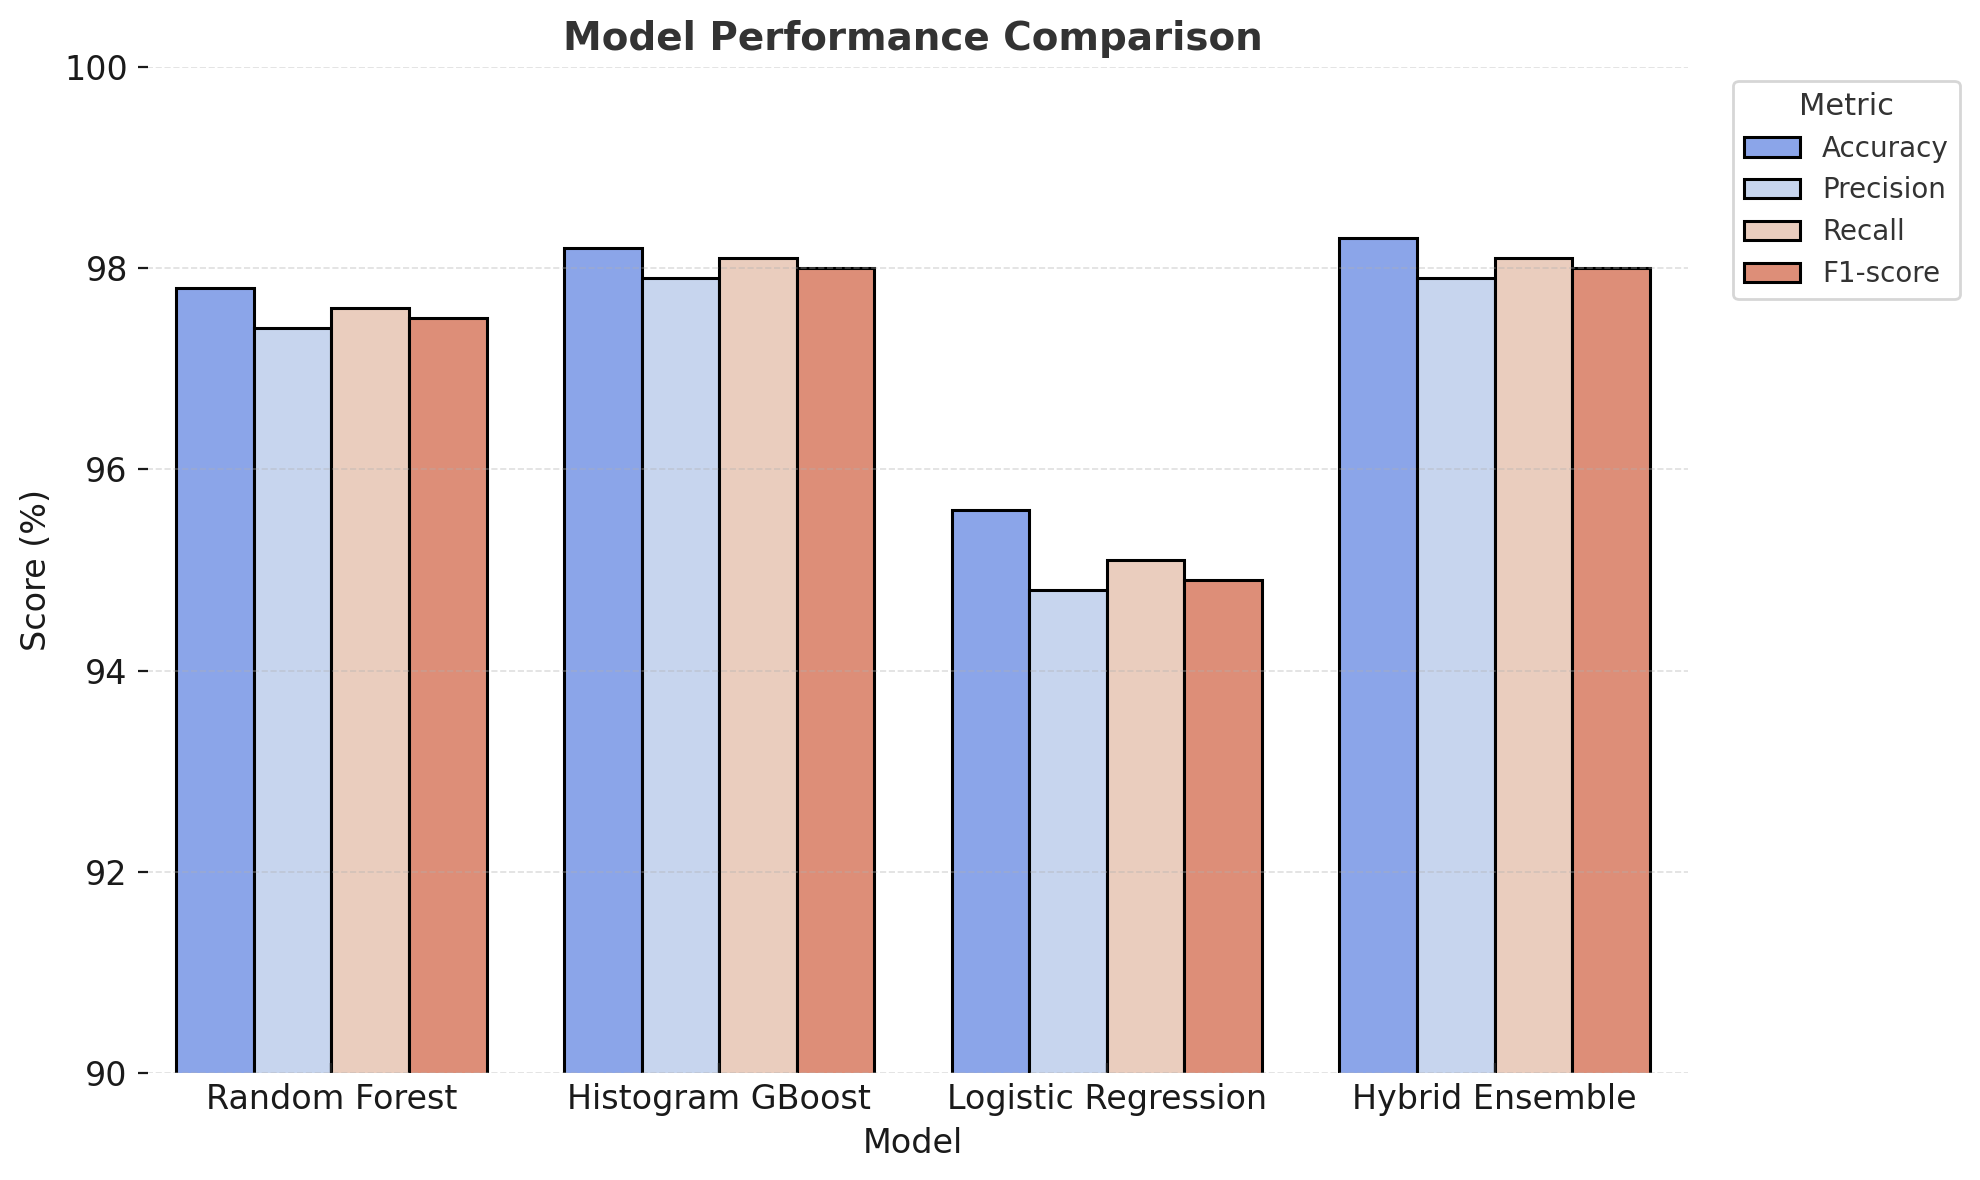 Model Performance Comparison
100
98
96
94
92
90
Score (%)
Random Forest
Histogram GBoost
Logistic Regression
Hybrid Ensemble
Model
Metric
Accuracy
Precision
Recall
F1-score